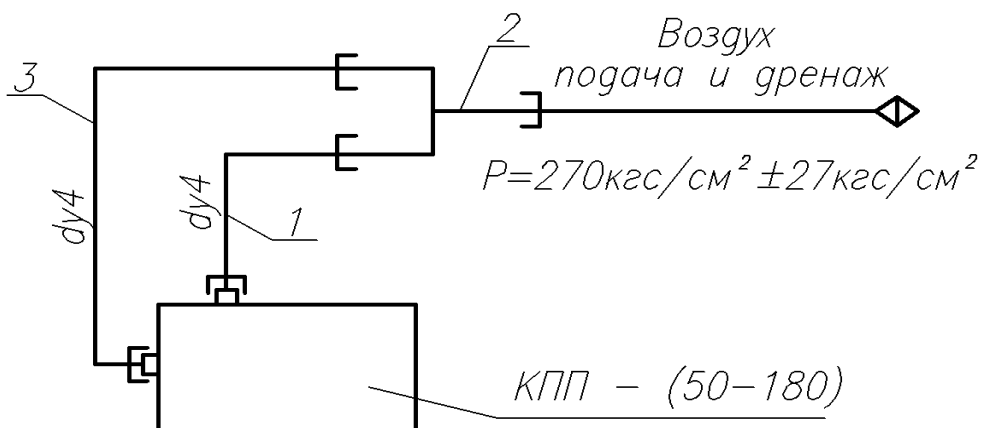 2
Воздух
подача и дренаж
3
P=270кгс/см² ±27кгс/см²
dy4
dy4
1
КПП - (50-180)